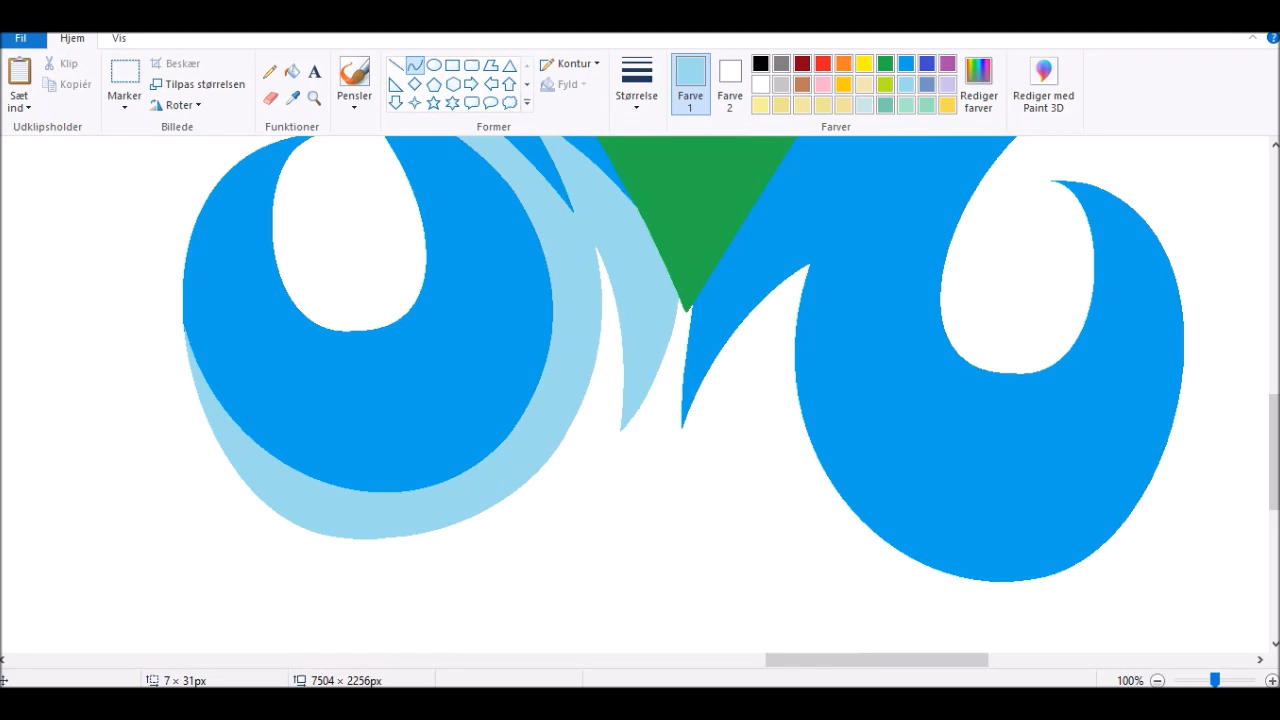 Fil Hjem Vis
Sæt
ind
Klip
Kopiér
Udklipsholder
Marker
Beskær
Tilpas størrelsen
Roter
Billede
A
Funktioner
Pensler
Kontur
Fyld
Former
Størrelse
Farve
1
Farve
2
Rediger
farver
Farver
Rediger med
Paint 3D
7 × 31px
7504 × 2256px
100%